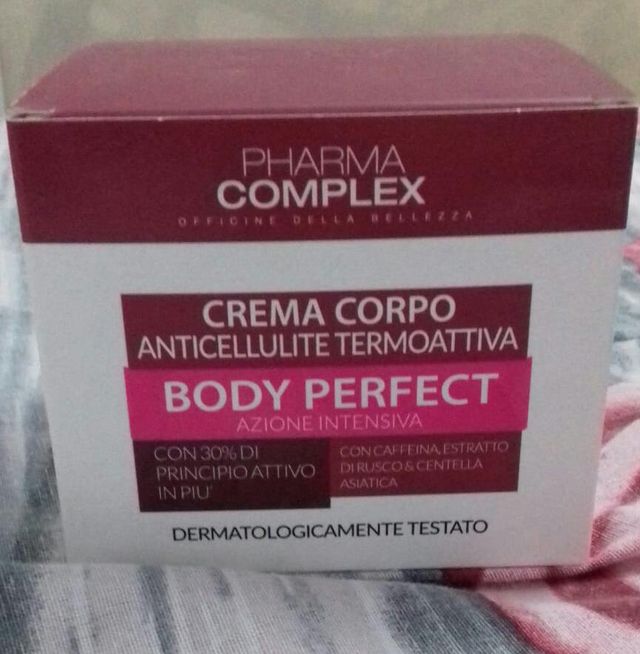 PHARMA
COMPLEX
OFFICINE DELLA BELLEZZA
CREMA CORPO
ANTICELLULITE TERMOATTIVA
BODY PERFECT
AZIONE INTENSIVA
CON 30% DI
PRINCIPIO ATTIVO
IN PIU'
CON CAFFEINA, ESTRATTO
DI RUSCO & CENTELLA
ASIATICA
DERMATOLOGICAMENTE TESTATO